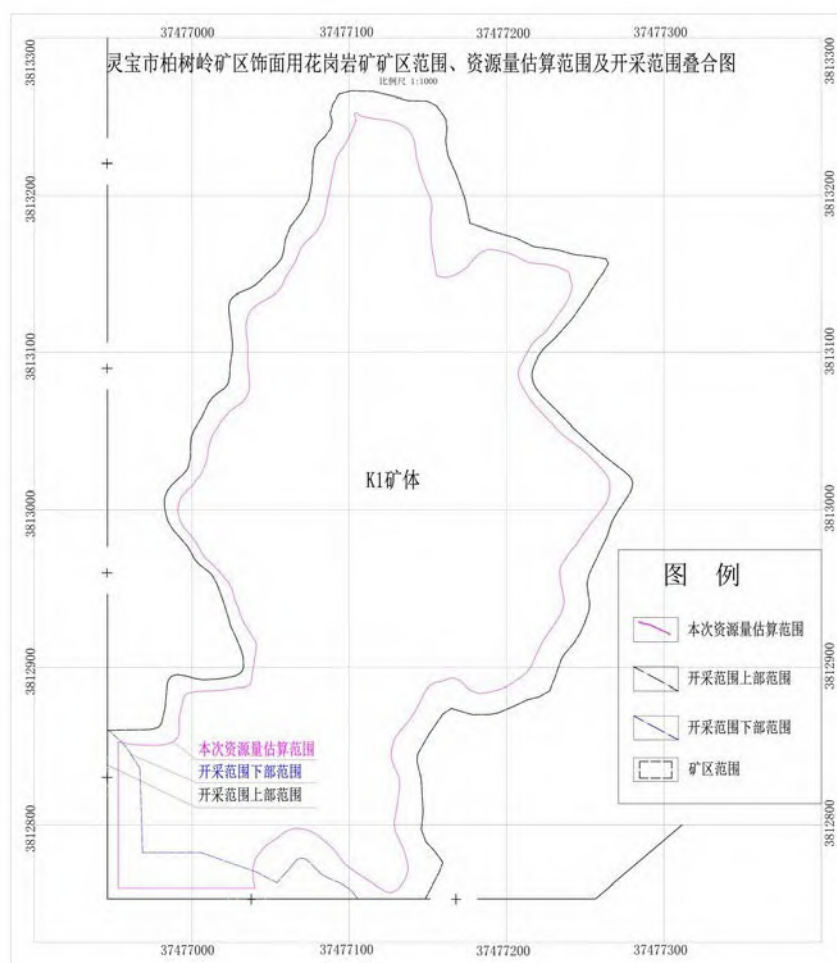 37477000 37477100 37477200 37477300
3813300 3813300
灵宝市柏树岭矿区饰面用花岗岩矿矿区范围、资源量估算范围及开采范围叠合图
比例尺 1:1000
3813200 3813200
3813100 3813100
K1矿体
3813000 3813000
图 例
本次资源量估算范围
开采范围上部范围
开采范围下部范围
矿区范围
3812900 3812900
本次资源量估算范围
开采范围下部范围
开采范围上部范围
3812800 3812800
37477000 37477100 37477200 37477300